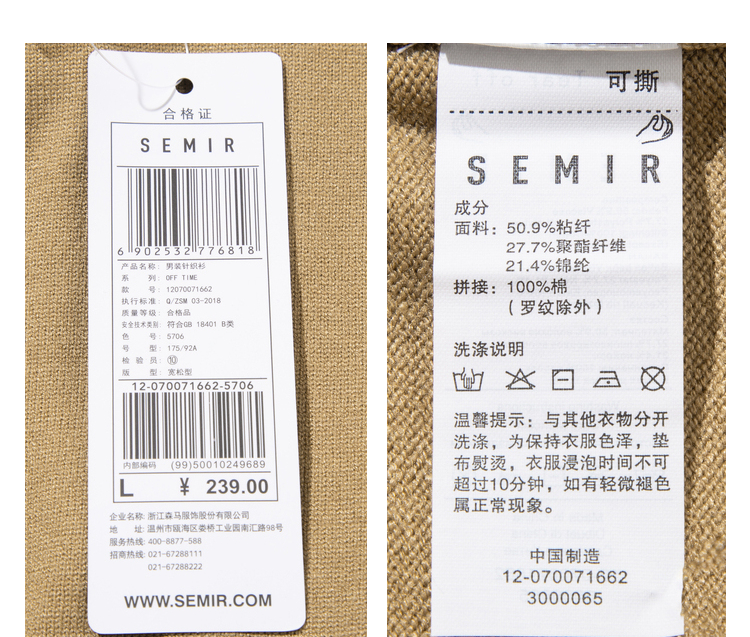 合格证
SEMIR
6 902532 776818
产品名称: 男装针织衫
系 列: OFF TIME
款 号: 12070071662
执行标准: Q/ZSM 03-2018
质量等级: 合格品
安全技术类别: 符合GB 18401 B类
色 号: 5706
号 型: 175/92A
检 验 员: ⑩
版 型: 宽松型
12-070071662-5706
内部编码 (99)50010249689
L ¥ 239.00
企业名称: 浙江森马服饰股份有限公司
地 址: 温州市瓯海区娄桥工业园南汇路98号
服务热线: 400-8877-588
招商热线: 021-67288111
021-67288222
WWW.SEMIR.COM
可撕
SEMIR
成分
面料: 50.9%粘纤
27.7%聚酯纤维
21.4%锦纶
拼接: 100%棉
(罗纹除外)
洗涤说明
温馨提示: 与其他衣物分开
洗涤, 为保持衣服色泽, 垫
布熨烫, 衣服浸泡时间不可
超过10分钟, 如有轻微褪色
属正常现象。
中国制造
12-070071662
3000065